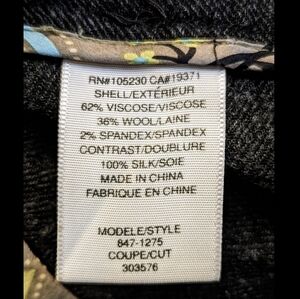 RN#105230 CA#19371
SHELL/EXTÉRIEUR
62% VISCOSE/VISCOSE
36% WOOL/LAINE
2% SPANDEX/SPANDEX
CONTRAST/DOUBLURE
100% SILK/SOIE
MADE IN CHINA
FABRIQUE EN CHINE
MODELE/STYLE
847-1275
COUPE/CUT
303576